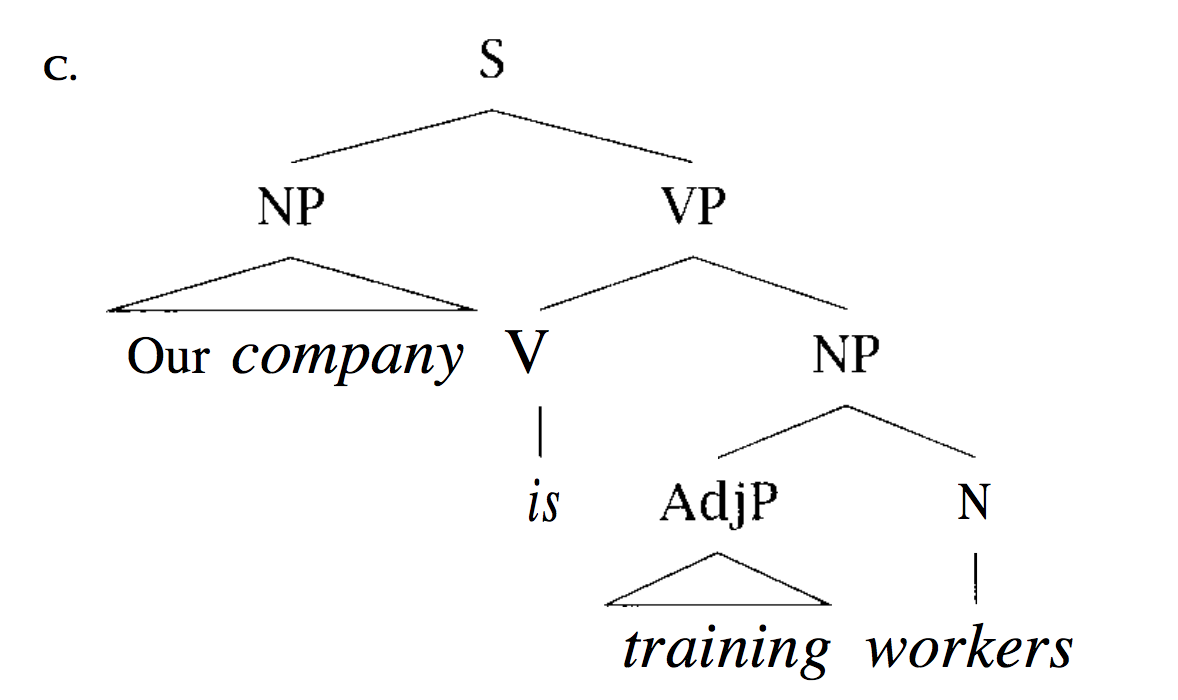 C. S
NP VP
Our company V NP
is AdjP N
training workers